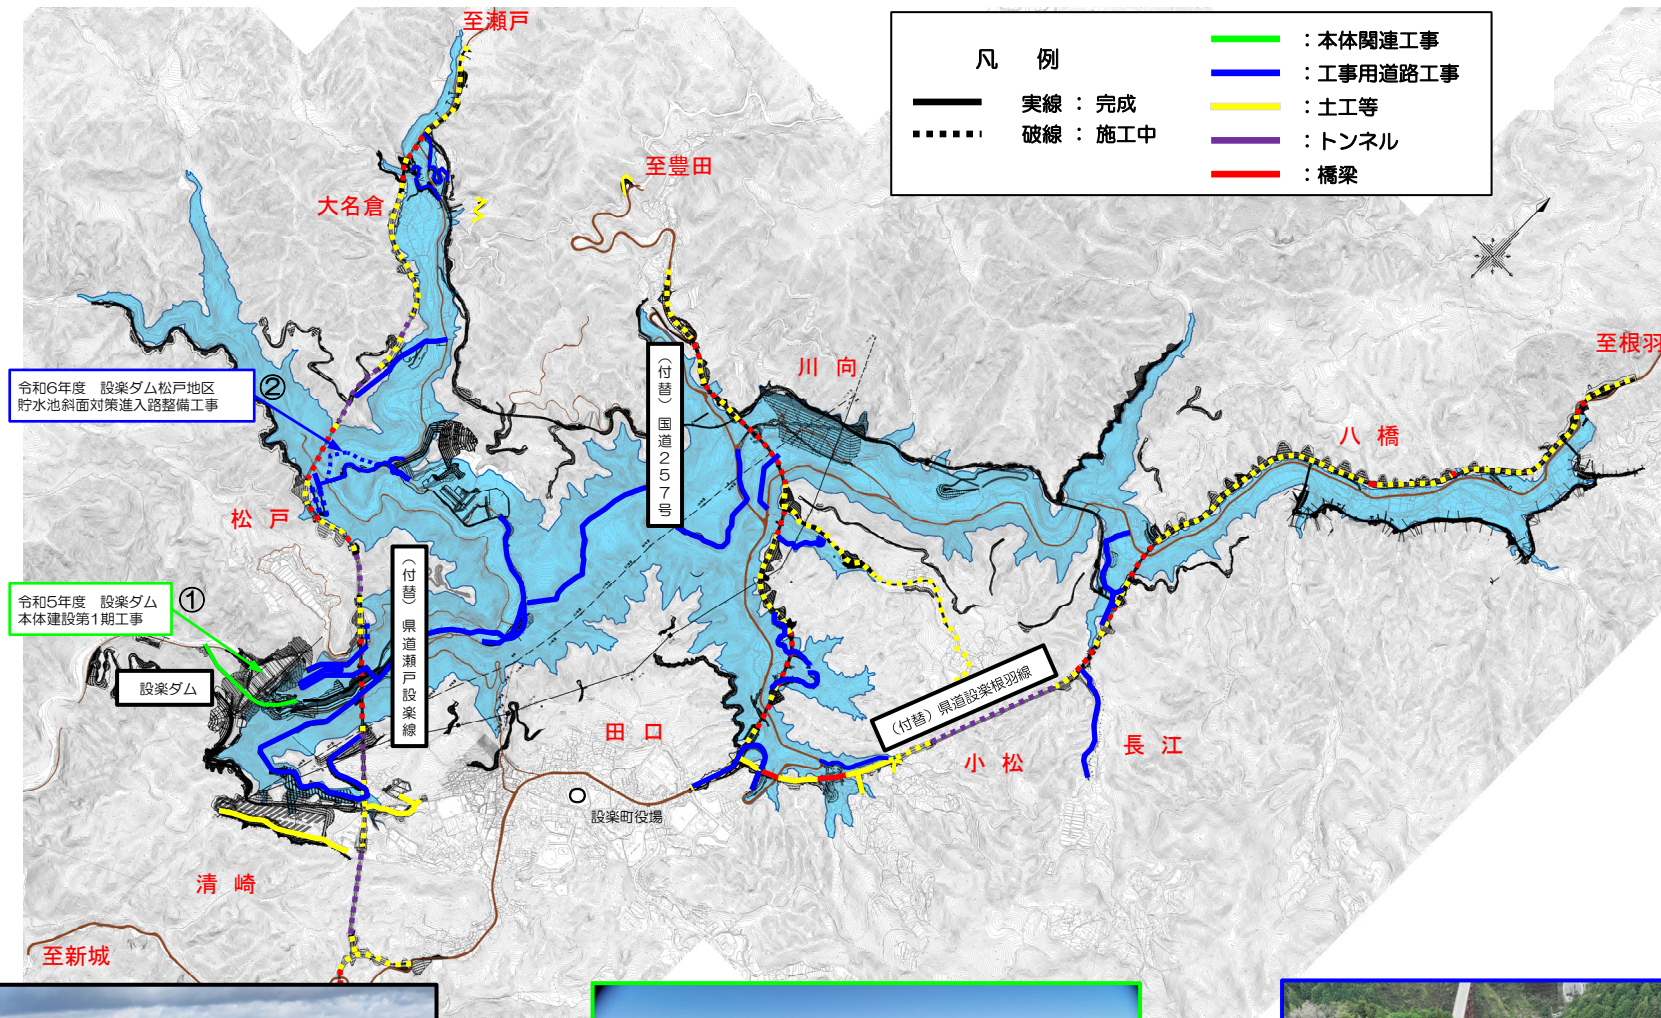 至瀬戸
凡 例
実線 : 完成
破線 : 施工中
: 本体関連工事
: 工事用道路工事
: 土工等
: トンネル
: 橋梁
至豊田
大名倉
至根羽
川向
(付替) 国道257号
令和6年度 設楽ダム松戸地区
貯水池斜面対策進入路整備工事
②
八橋
松戸
(付替) 県道瀬戸設楽線
令和5年度 設楽ダム
本体建設第1期工事
①
設楽ダム
(付替) 県道設楽根羽線
田口
小松
長江
設楽町役場
清崎
至新城